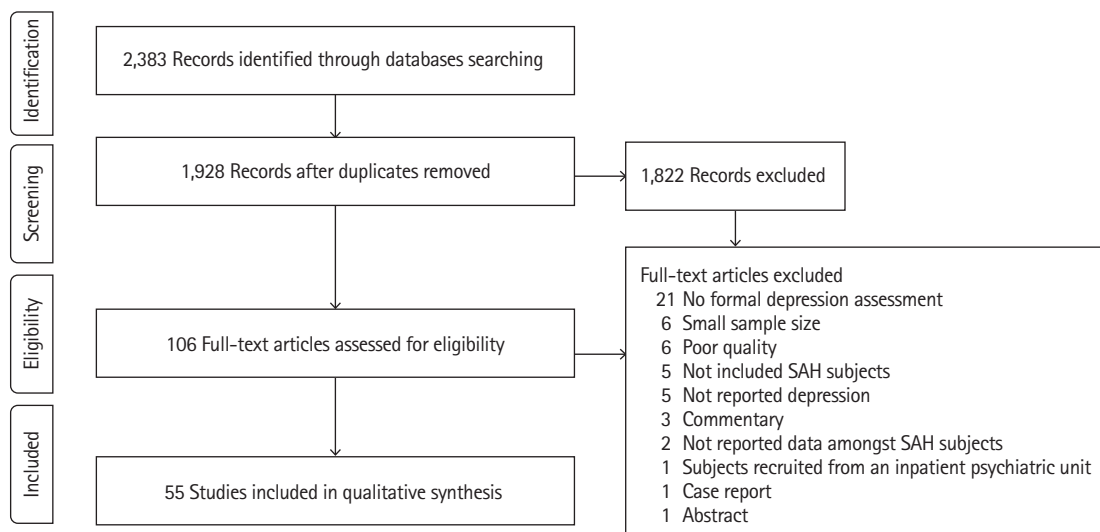 Identification
2,383 Records identified through databases searching
Screening
1,928 Records after duplicates removed
1,822 Records excluded
Eligibility
106 Full-text articles assessed for eligibility
Full-text articles excluded
21 No formal depression assessment
6 Small sample size
6 Poor quality
5 Not included SAH subjects
5 Not reported depression
3 Commentary
2 Not reported data amongst SAH subjects
1 Subjects recruited from an inpatient psychiatric unit
1 Case report
1 Abstract
Included
55 Studies included in qualitative synthesis